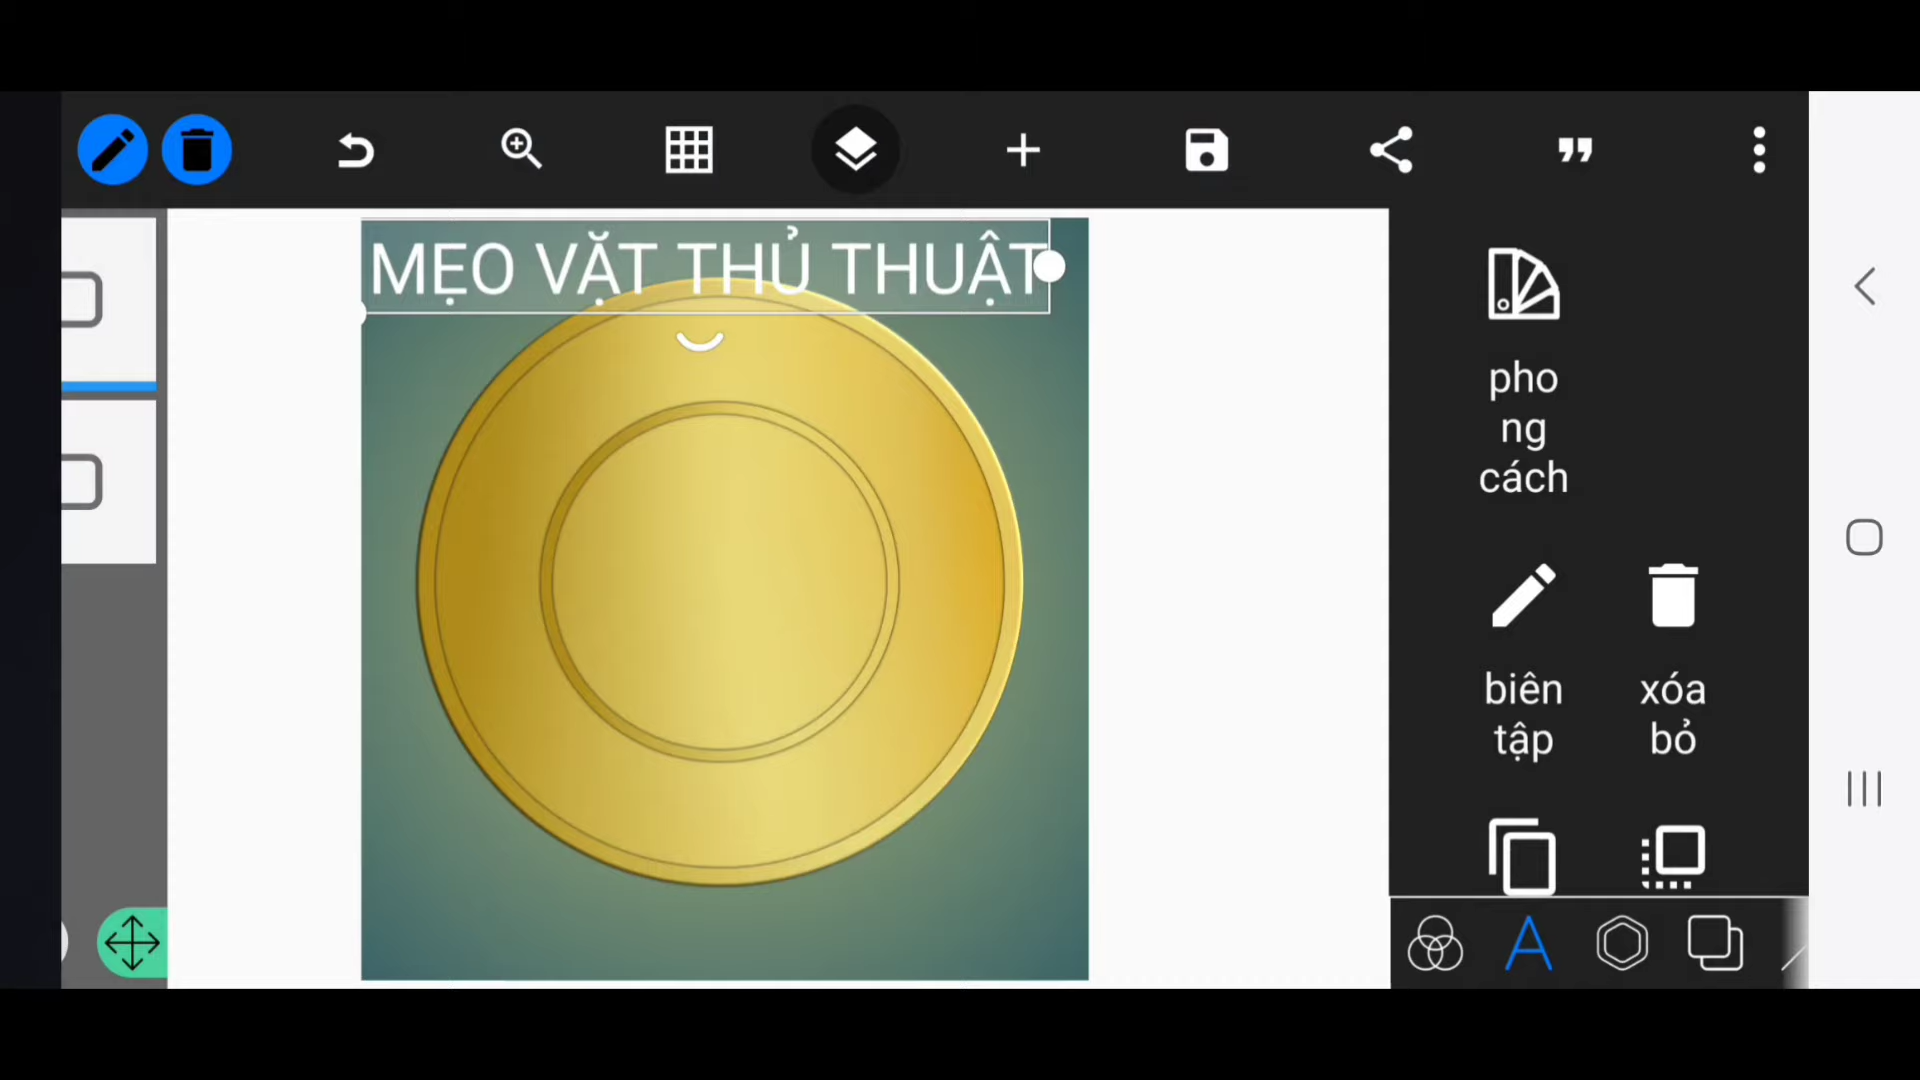 MẸO VẶT THỦ THUẬT
pho
ng
cách
biên
tập
xóa
bỏ